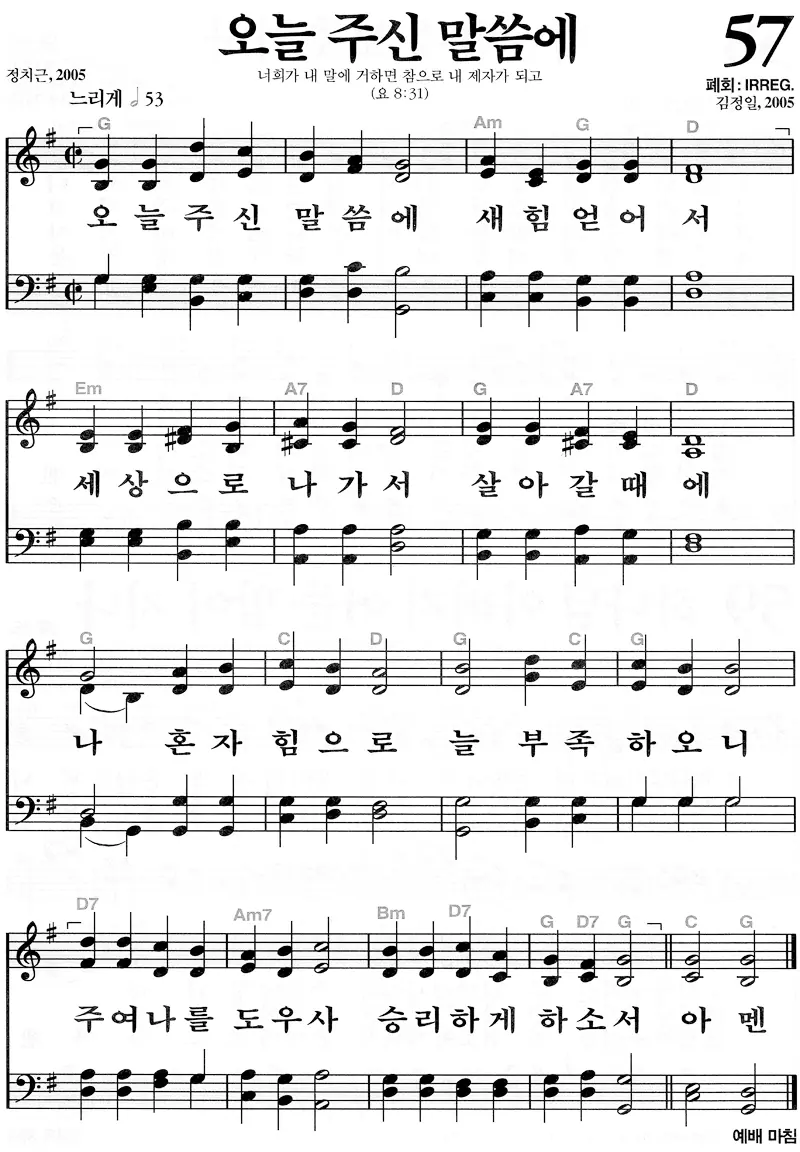 오늘 주신 말씀에
57
정치근, 2005
너희가 내 말에 거하면 참으로 내 제자가 되고
(요 8:31)
폐회: IRREG.
김정일, 2005
느리게 53
G Am G D
오 늘 주 신 말 씀 에 새 힘 얻 어 서
Em A7 D G A7 D
세 상 으 로 나 가 서 살 아 갈 때 에
G C D G C G
나 혼 자 힘 으 로 늘 부 족 하 오 니
D7 Am7 Bm D7 G D7 G C G
주 여 나 를 도 우 사 승 리 하 게 하 소 서 아 멘
예배 마침